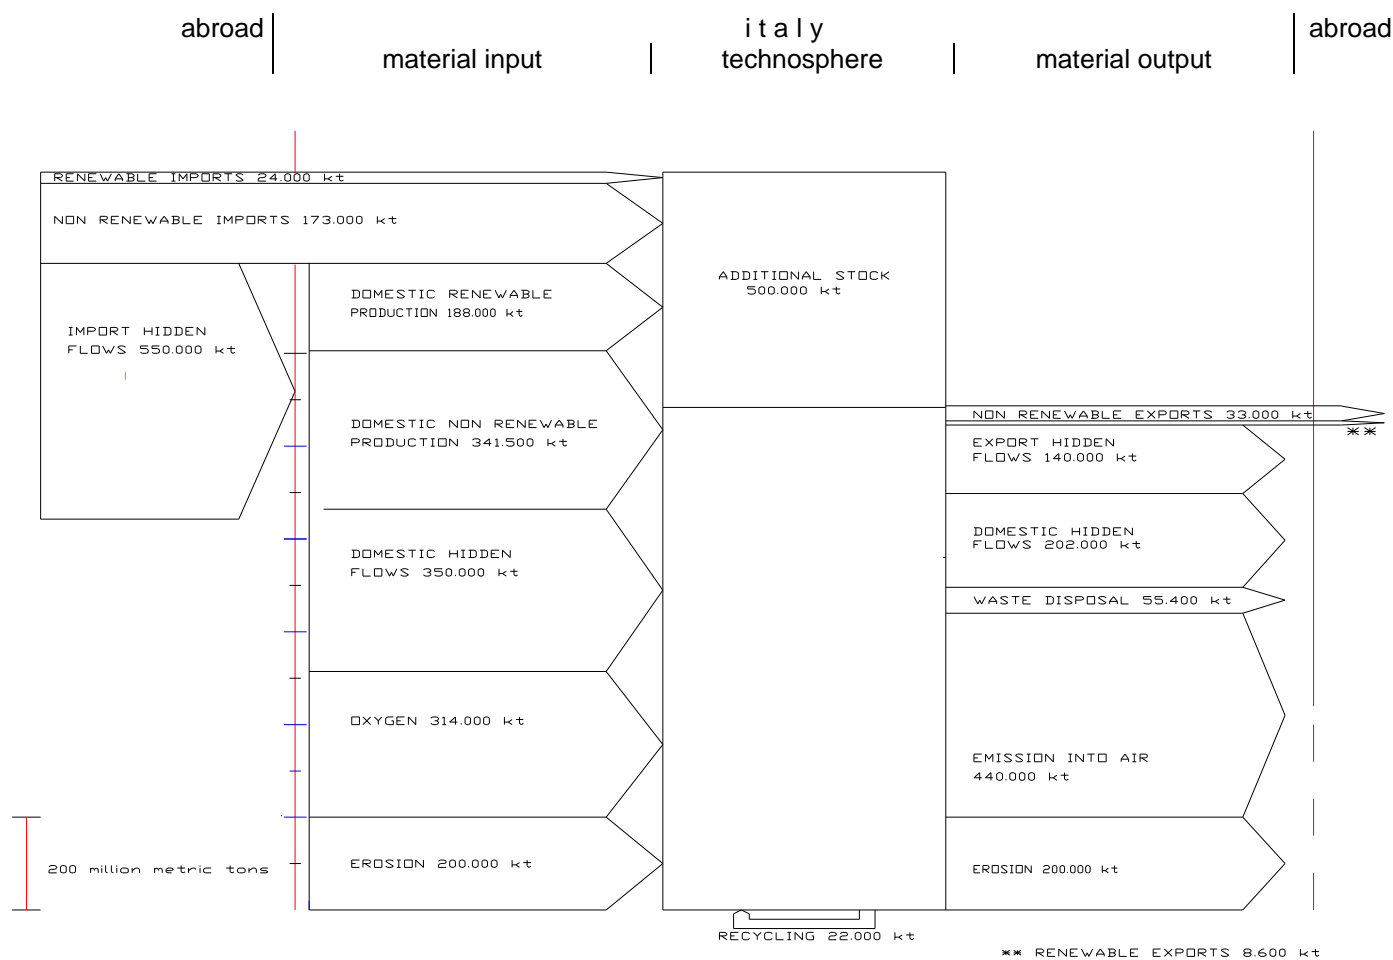 abroad
i t a l y
abroad
material input
technosphere
material output
RENEWABLE IMPORTS 24.000 kt
NON RENEWABLE IMPORTS 173.000 kt
IMPORT HIDDEN
FLOWS 550.000 kt
DOMESTIC RENEWABLE
PRODUCTION 188.000 kt
DOMESTIC NON RENEWABLE
PRODUCTION 341.500 kt
DOMESTIC HIDDEN
FLOWS 350.000 kt
OXYGEN 314.000 kt
EROSION 200.000 kt
200 million metric tons
ADDITIONAL STOCK
500.000 kt
RECYCLING 22.000 kt
NON RENEWABLE EXPORTS 33.000 kt
**
EXPORT HIDDEN
FLOWS 140.000 kt
DOMESTIC HIDDEN
FLOWS 202.000 kt
WASTE DISPOSAL 55.400 kt
EMISSION INTO AIR
440.000 kt
EROSION 200.000 kt
** RENEWABLE EXPORTS 8.600 kt